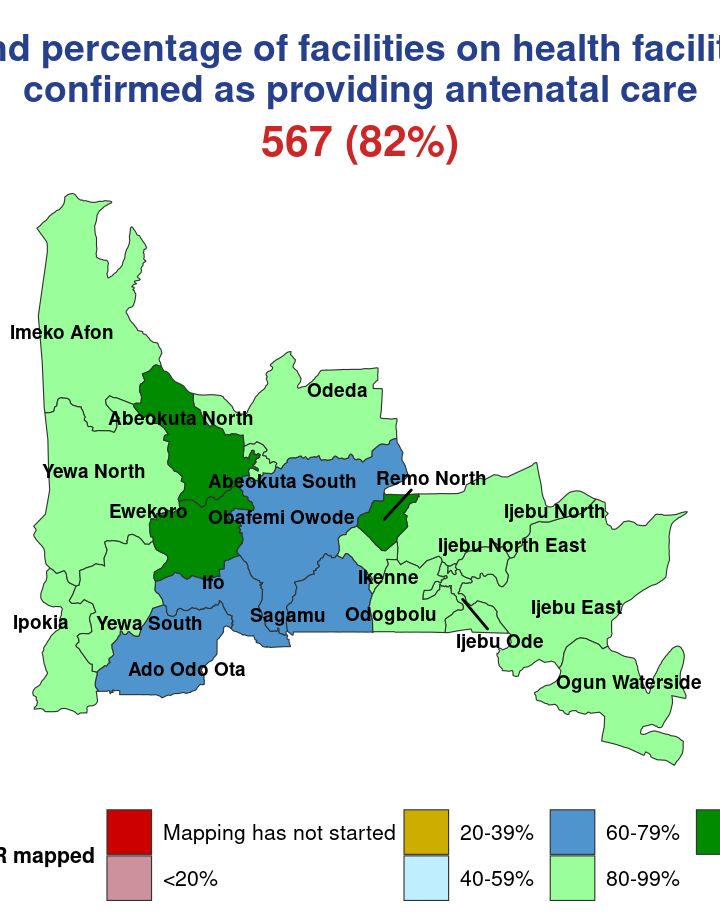 nd percentage of facilities on health facilit
confirmed as providing antenatal care
567 (82%)
Imeko Afon
Odeda
Abeokuta North
Yewa North
Abeokuta South
Remo North
Ewekoro
Obafemi Owode
Ijebu North
Ijebu North East
Ifo
Ikenne
Ipokia
Yewa South
Sagamu
Odogbolu
Ijebu East
Ijebu Ode
Ado Odo Ota
Ogun Waterside
R mapped
Mapping has not started
20-39%
60-79%
<20%
40-59%
80-99%